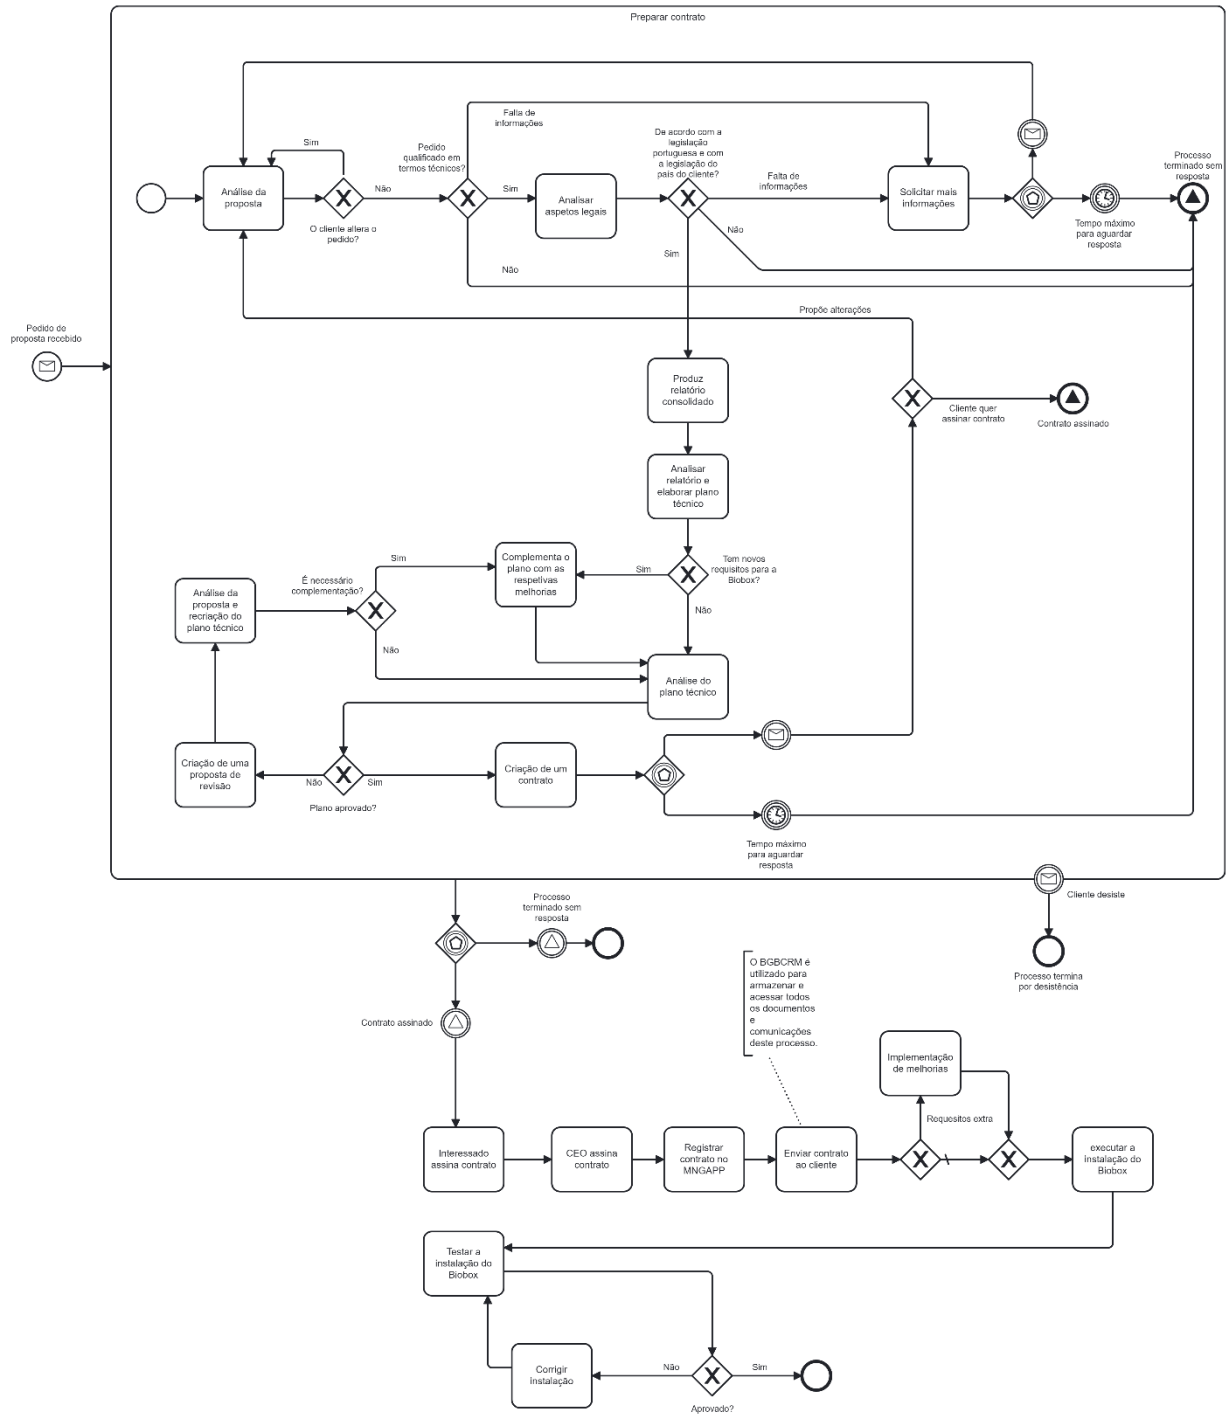 Preparar contrato
Falta de
informações
De acordo com a
legislação
portuguesa e com
a legislação do
país do cliente?
Sim
Pedido
qualificado em
termos técnicos?
Processo
terminado sem
resposta
Falta de
informações
Análise da
proposta
Não
Sim
Analisar
aspetos legais
Solicitar mais
informações
O cliente altera o
pedido?
Não
Tempo máximo
para aguardar
resposta
Sim
Não
Propõe alterações
Pedido de
proposta recebido
Produz
relatório
consolidado
Cliente quer
assinar contrato
Contrato assinado
Analisar
relatório e
elaborar plano
técnico
Sim
Complementa o
plano com as
respetivas
melhorias
Sim
Tem novos
requisitos para a
Biobox?
É necessário
complementação?
Análise da
proposta e
recriação do
plano técnico
Não
Não
Análise do
plano técnico
Criação de uma
proposta de
revisão
Não
Sim
Plano aprovado?
Criação de um
contrato
Tempo máximo
para aguardar
resposta
Cliente desiste
Processo
terminado sem
resposta
Processo termina
por desistência
O BGBCRM é
utilizado para
armazenar e
acessar todos
os documentos
e
comunicações
deste processo.
Contrato assinado
Implementação
de melhorias
Requesitos extra
Interessado
assina contrato
CEO assina
contrato
Registrar
contrato no
MNGAPP
Enviar contrato
ao cliente
executar a
instalação do
Biobox
Testar a
instalação do
Biobox
Corrigir
instalação
Não
Sim
Aprovado?